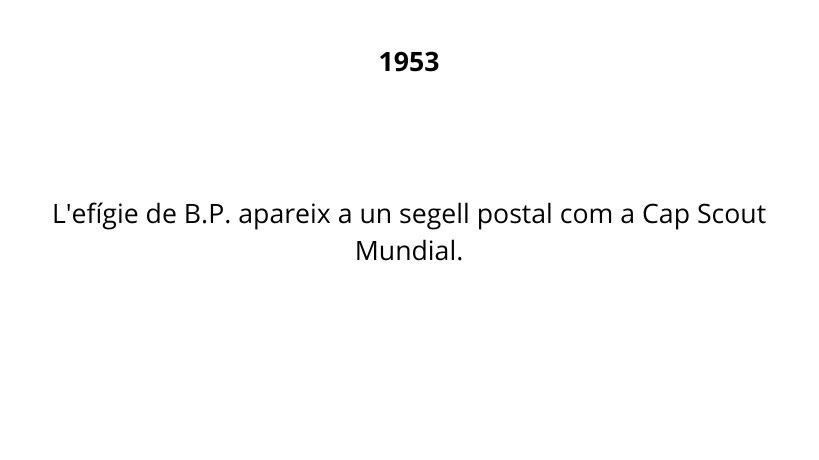 1953
L'efígie de B.P. apareix a un segell postal com a Cap Scout
Mundial.